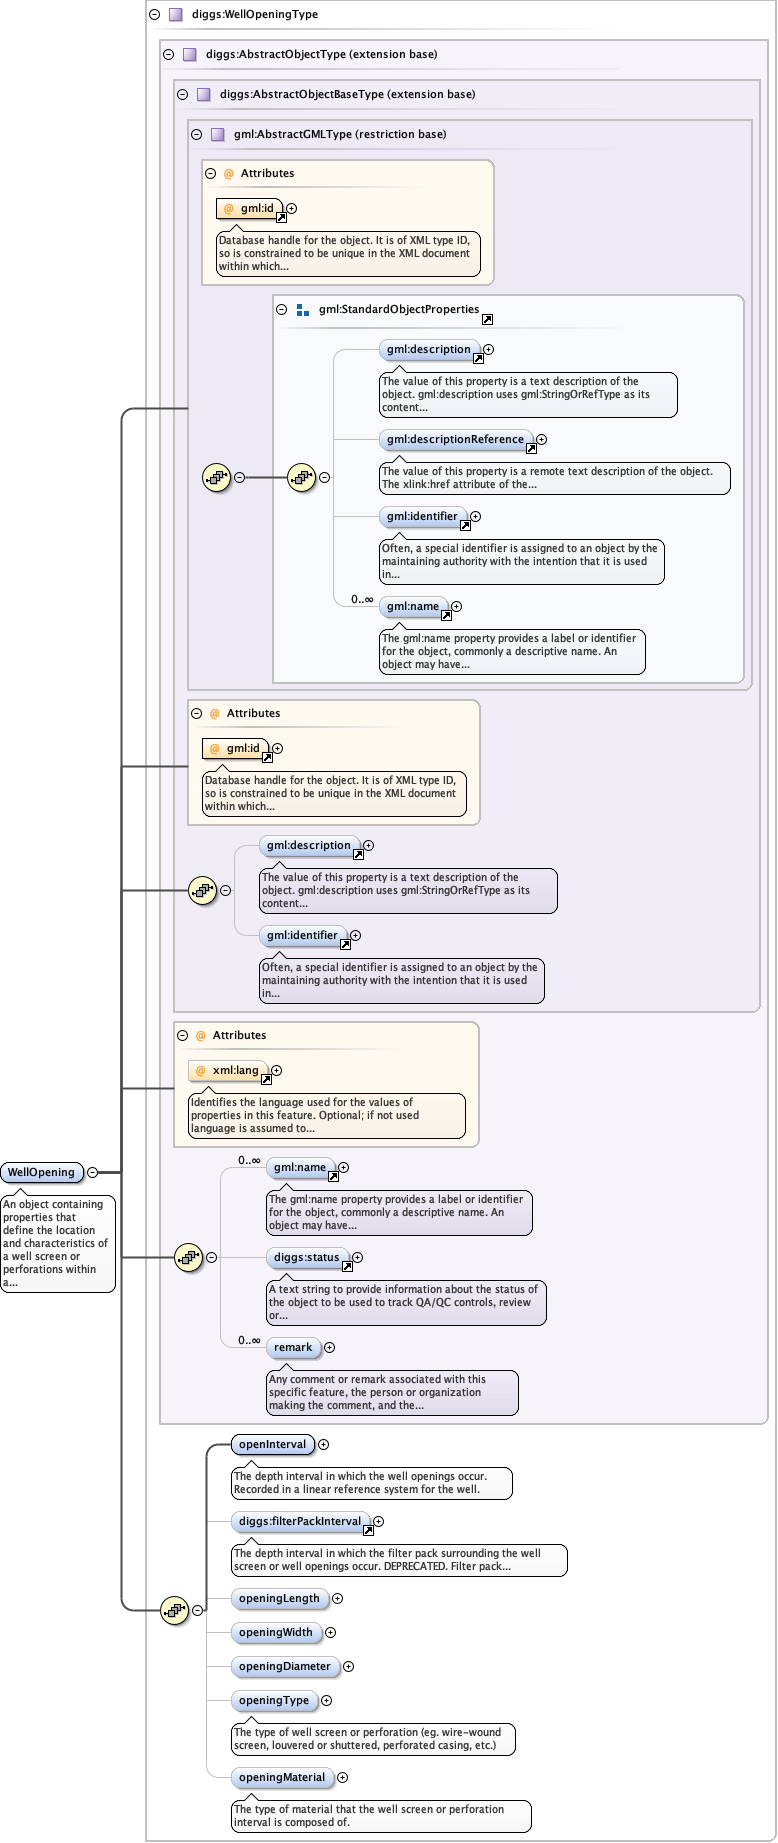 diggs:WellOpeningType
diggs:AbstractObjectType (extension base)
diggs:AbstractObjectBaseType (extension base)
gml:AbstractGMLType (restriction base)
@ Attributes
@ gml:id
Database handle for the object. It is of XML type ID,
so is constrained to be unique in the XML document
within which...
gml:StandardObjectProperties
gml:description
The value of this property is a text description of the
object. gml:description uses gml:StringOrRefType as its
content...
gml:descriptionReference
The value of this property is a remote text description of the object.
The xlink:href attribute of the...
gml:identifier
Often, a special identifier is assigned to an object by the
maintaining authority with the intention that it is used
in...
0..∞
gml:name
The gml:name property provides a label or identifier
for the object, commonly a descriptive name. An
object may have...
@ Attributes
@ gml:id
Database handle for the object. It is of XML type ID,
so is constrained to be unique in the XML document
within which...
gml:description
The value of this property is a text description of the
object. gml:description uses gml:StringOrRefType as its
content...
gml:identifier
Often, a special identifier is assigned to an object by the
maintaining authority with the intention that it is used
in...
@ Attributes
@ xml:lang
Identifies the language used for the values of
properties in this feature. Optional; if not used
language is assumed to...
WellOpening
An object containing
properties that
define the location
and characteristics of
a well screen or
perforations within
a...
0..∞
gml:name
The gml:name property provides a label or identifier
for the object, commonly a descriptive name. An
object may have...
diggs:status
A text string to provide information about the status of
the object to be used to track QA/QC controls, review
or...
0..∞
remark
Any comment or remark associated with this
specific feature, the person or organization
making the comment, and the...
openInterval
The depth interval in which the well openings occur.
Recorded in a linear reference system for the well.
diggs:filterPackInterval
The depth interval in which the filter pack surrounding the well
screen or well openings occur. DEPRECATED. Filter pack...
openingLength
openingWidth
openingDiameter
openingType
The type of well screen or perforation (eg. wire-wound
screen, louvered or shuttered, perforated casing, etc.)
openingMaterial
The type of material that the well screen or perforation
interval is composed of.